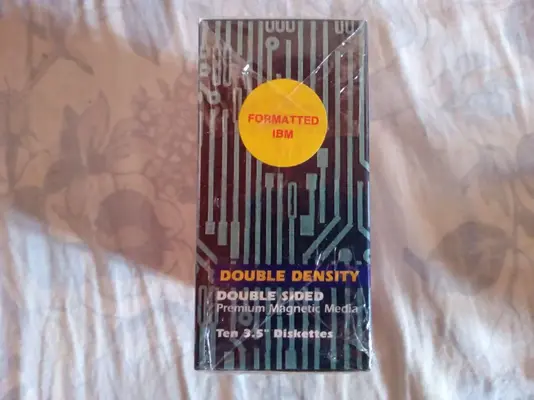 FORMATTED
IBM
DOUBLE DENSITY
DOUBLE SIDED
Premium Magnetic Media
Ten 3.5" Diskettes